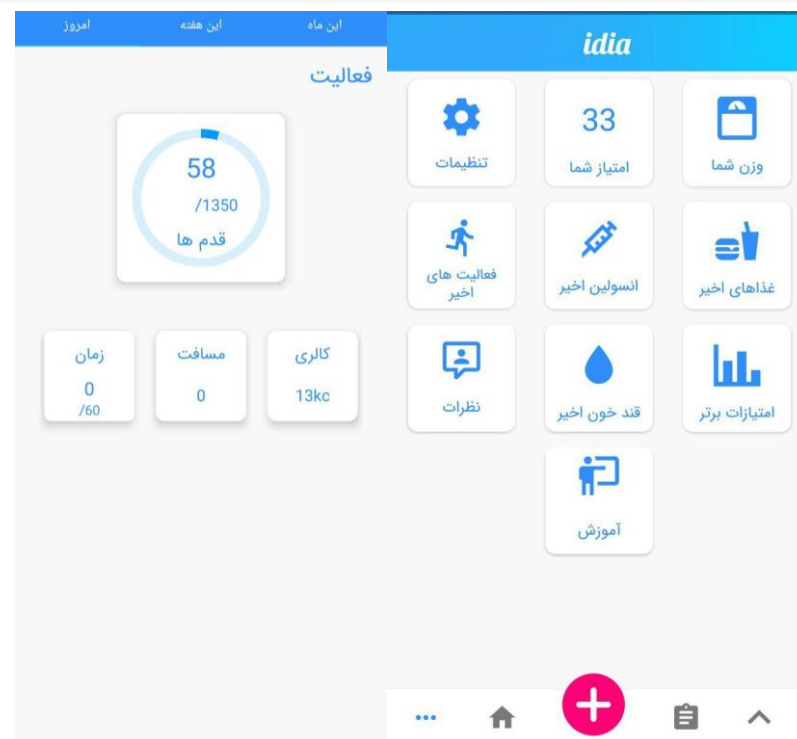 این ماه
این هفته
امروز
فعالیت
58
/1350
قدم ها
کالری
13kc
مسافت
0
زمان
0
/60
idia
وزن شما
33
امتیاز شما
تنظیمات
غذاهای اخیر
انسولین اخیر
فعالیت های
اخیر
امتیازات برتر
قند خون اخیر
نظرات
آموزش